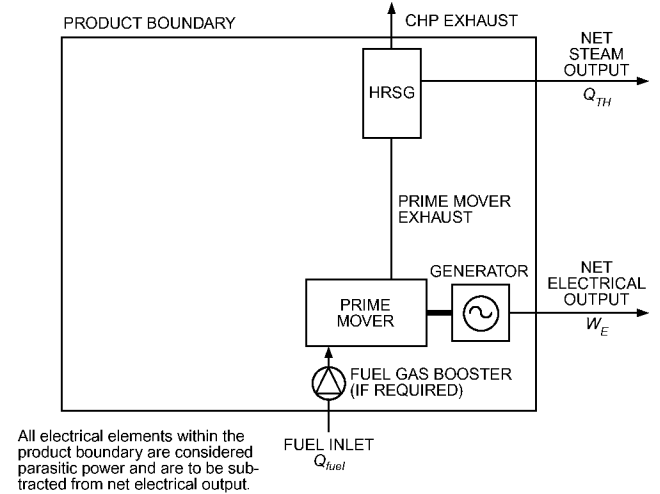 PRODUCT BOUNDARY
CHP EXHAUST
NET
STEAM
OUTPUT
Q_TH
HRSG
PRIME MOVER
EXHAUST
GENERATOR
NET
ELECTRICAL
OUTPUT
W_E
PRIME
MOVER
FUEL GAS BOOSTER
(IF REQUIRED)
All electrical elements within the
product boundary are considered
parasitic power and are to be sub-
tracted from net electrical output.
FUEL INLET
Q_fuel